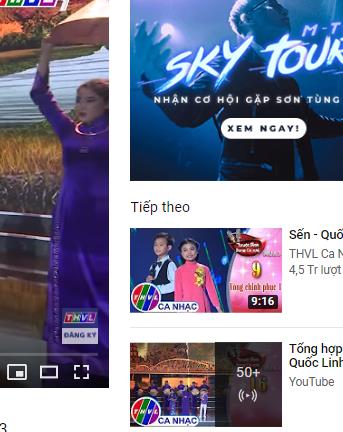 M-T
SKY TOUR
NHẬN CƠ HỘI GẶP SƠN TÙNG
XEM NGAY!
Tiếp theo
Sến - Quố
THVL Ca N
4,5 Tr lượt
9
Tông chinh phục 1
9:16
THVL
CA NHẠC
THVL
ĐĂNG KÝ
Tổng hợp
Quốc Linh
YouTube
50+
THVL
CA NHẠC
3